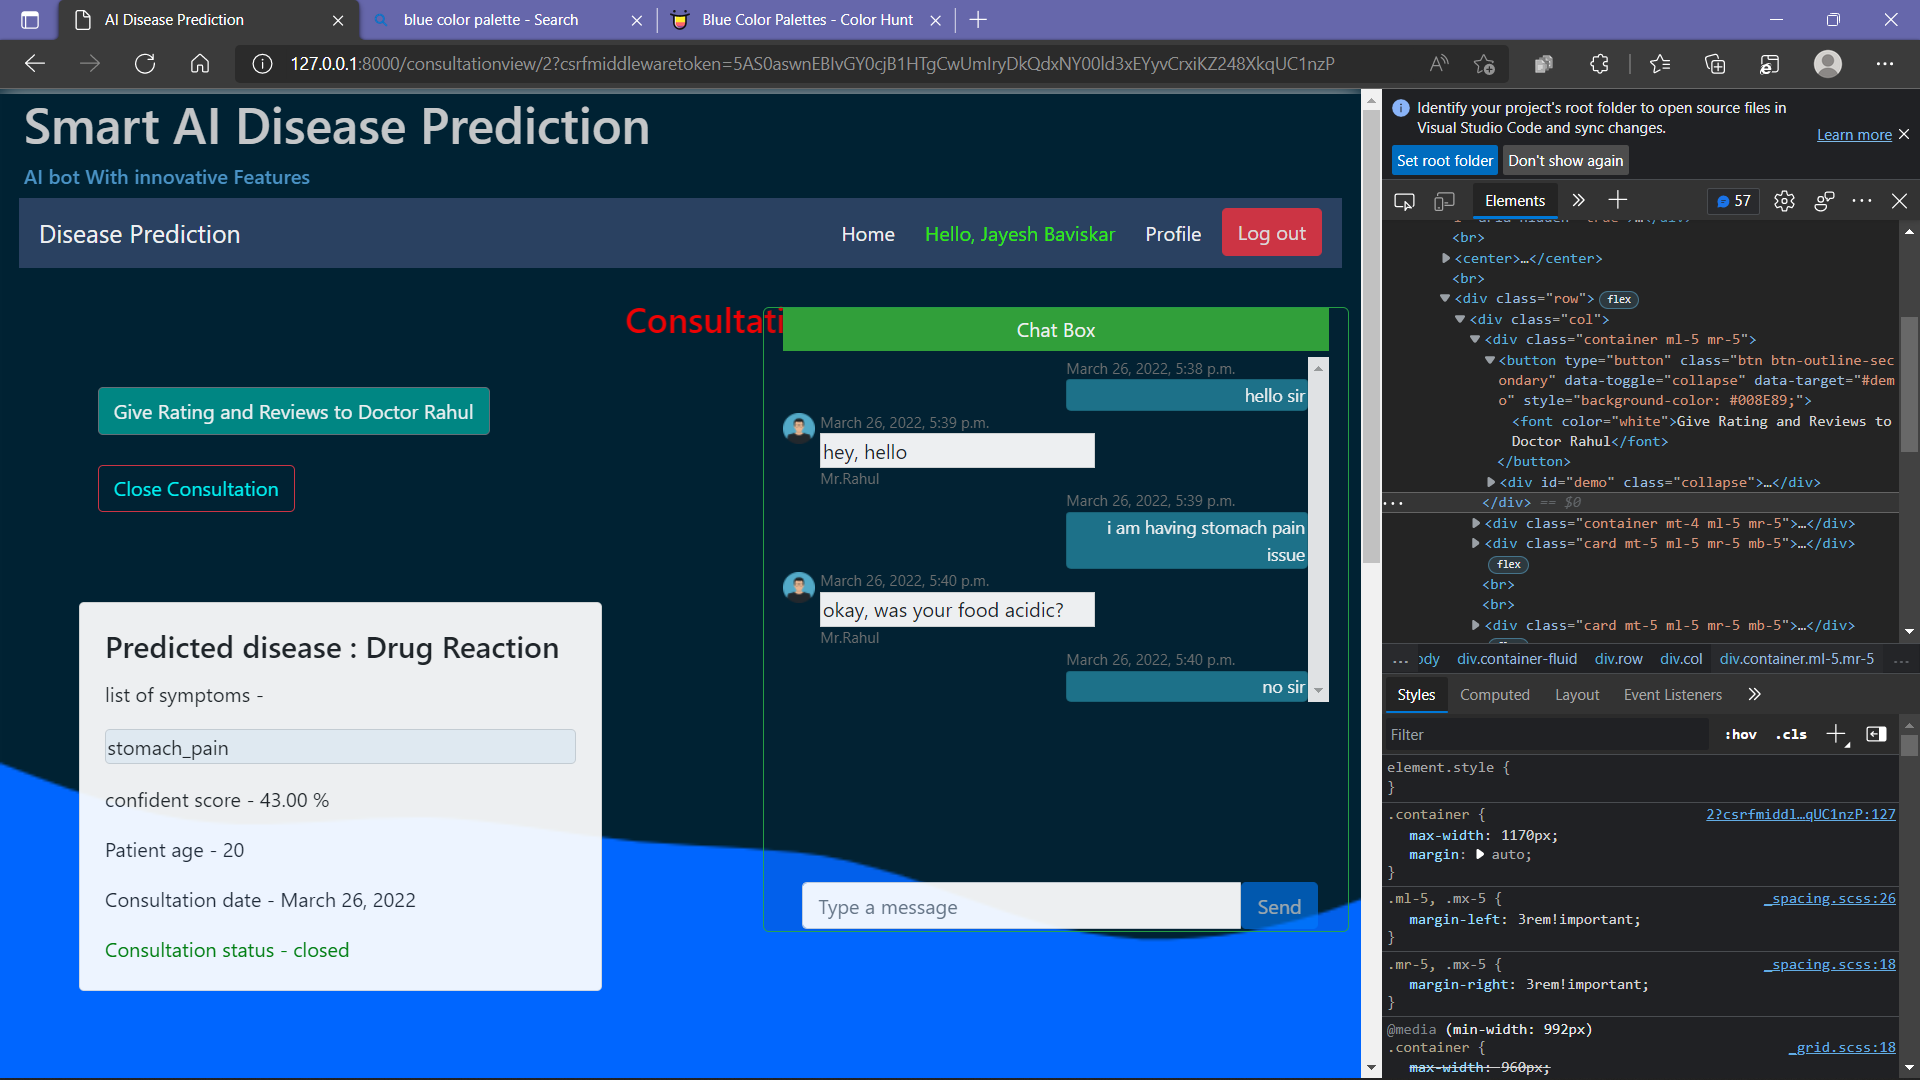 AI Disease Prediction
blue color palette - Search
Blue Color Palettes - Color Hunt
127.0.0.1:8000/consultationview/2?csrfmiddlewaretoken=5AS0aswnEBIvGY0cjB1HTgCwUmIryDkQdxNY00ld3xEYyvCrxiKZ248XkqUC1nzP
Smart AI Disease Prediction
AI bot With innovative Features
Disease Prediction
Home
Hello, Jayesh Baviskar
Profile
Log out
Consultati
Give Rating and Reviews to Doctor Rahul
Close Consultation
Predicted disease : Drug Reaction
list of symptoms -
stomach_pain
confident score - 43.00 %
Patient age - 20
Consultation date - March 26, 2022
Consultation status - closed
Chat Box
March 26, 2022, 5:38 p.m.
hello sir
March 26, 2022, 5:39 p.m.
hey, hello
Mr.Rahul
March 26, 2022, 5:39 p.m.
i am having stomach pain
issue
March 26, 2022, 5:40 p.m.
okay, was your food acidic?
Mr.Rahul
March 26, 2022, 5:40 p.m.
no sir
Type a message
Send
Identify your project's root folder to open source files in
Visual Studio Code and sync changes.
Learn more
Set root folder
Don't show again
Elements
57
<br>
<center>…</center>
<br>
<div class="row"> flex
<div class="col">
<div class="container ml-5 mr-5">
<button type="button" class="btn btn-outline-sec
ondary" data-toggle="collapse" data-target="#dem
o" style="background-color: #008E89;">
<font color="white">Give Rating and Reviews to
Doctor Rahul</font>
</button>
<div id="demo" class="collapse">…</div>
</div> == $0
<div class="container mt-4 ml-5 mr-5">…</div>
<div class="card mt-5 ml-5 mr-5 mb-5">…</div>
flex
<br>
<br>
<div class="card mt-5 ml-5 mr-5 mb-5">…</div>
… ody div.container-fluid div.row div.col div.container.ml-5.mr-5 …
Styles Computed Layout Event Listeners
Filter
:hov .cls
element.style {
}
.container { 2?csrfmiddl…qUC1nzP:127
max-width: 1170px;
margin: auto;
}
.ml-5, .mx-5 { _spacing.scss:26
margin-left: 3rem!important;
}
.mr-5, .mx-5 { _spacing.scss:18
margin-right: 3rem!important;
}
@media (min-width: 992px)
.container { _grid.scss:18
max-width: 960px;